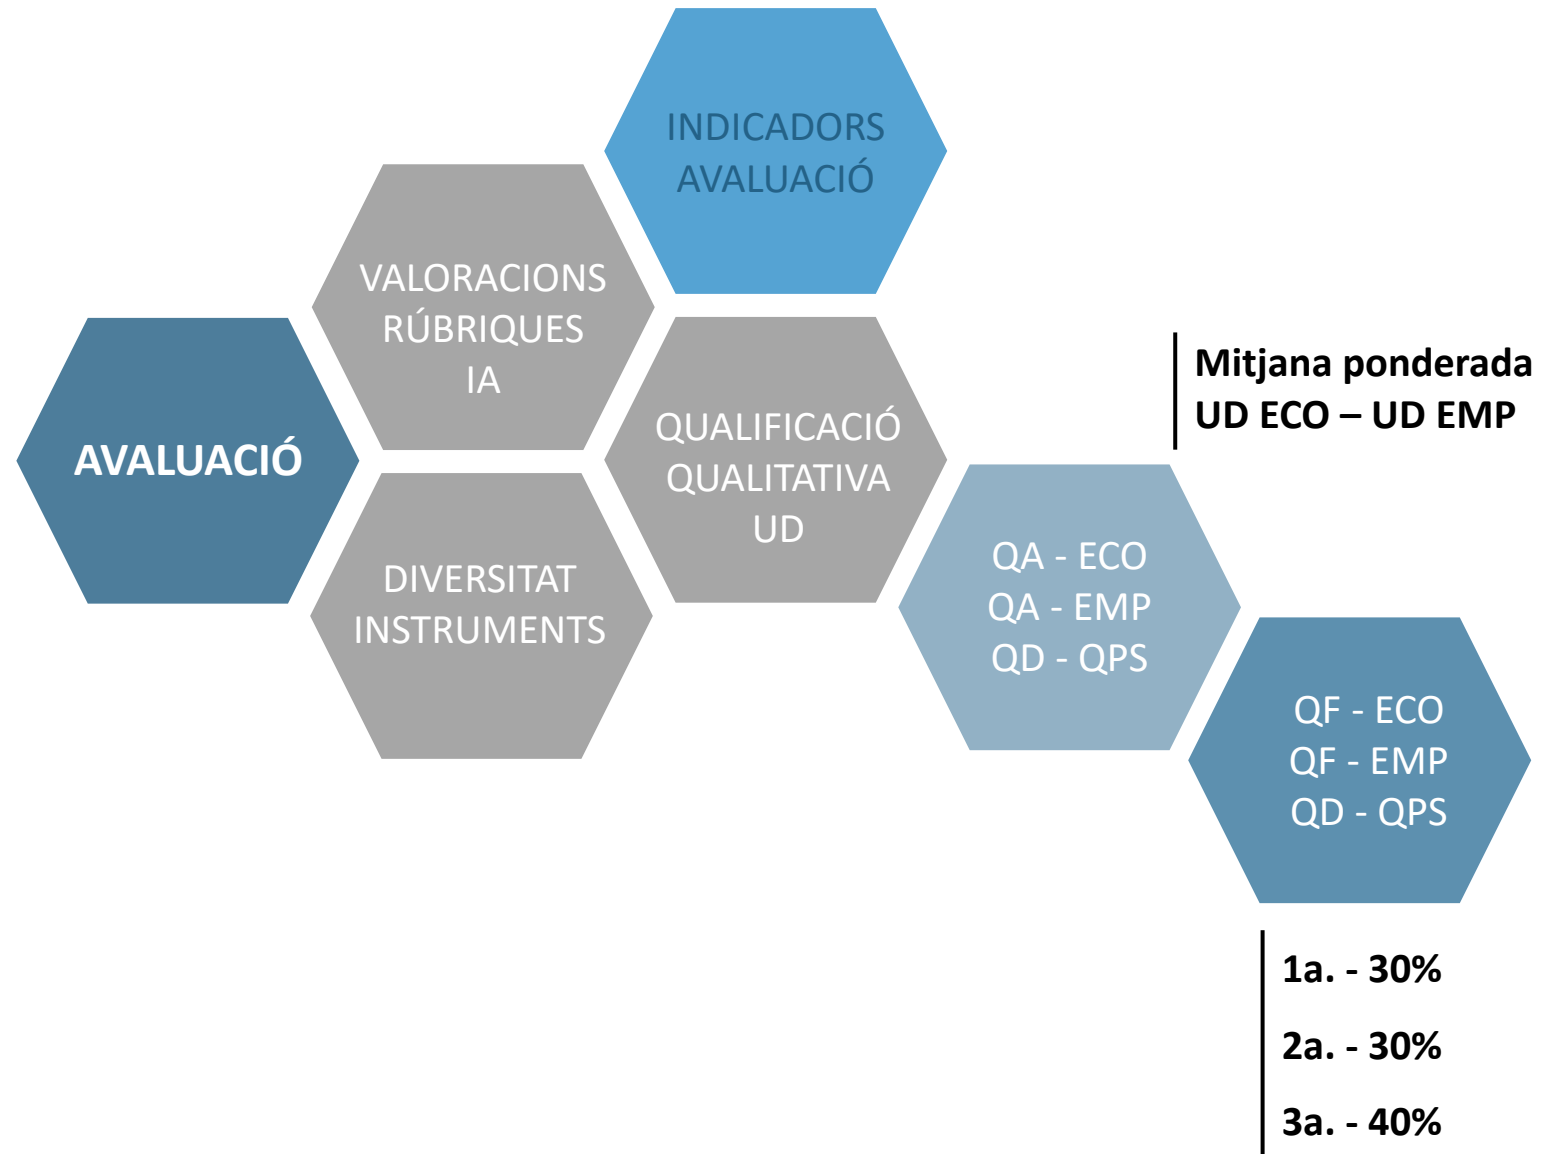 INDICADORS
AVALUACIÓ
VALORACIONS
RÚBRIQUES
IA
AVALUACIÓ
DIVERSITAT
INSTRUMENTS
QUALIFICACIÓ
QUALITATIVA
UD
Mitjana ponderada
UD ECO – UD EMP
QA - ECO
QA - EMP
QD - QPS
QF - ECO
QF - EMP
QD - QPS
1a. - 30%
2a. - 30%
3a. - 40%